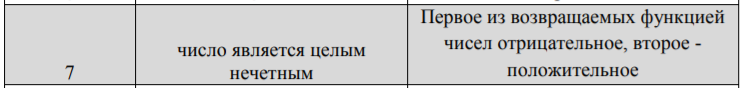 7
число является целым
нечетным
Первое из возвращаемых функцией
чисел отрицательное, второе -
положительное